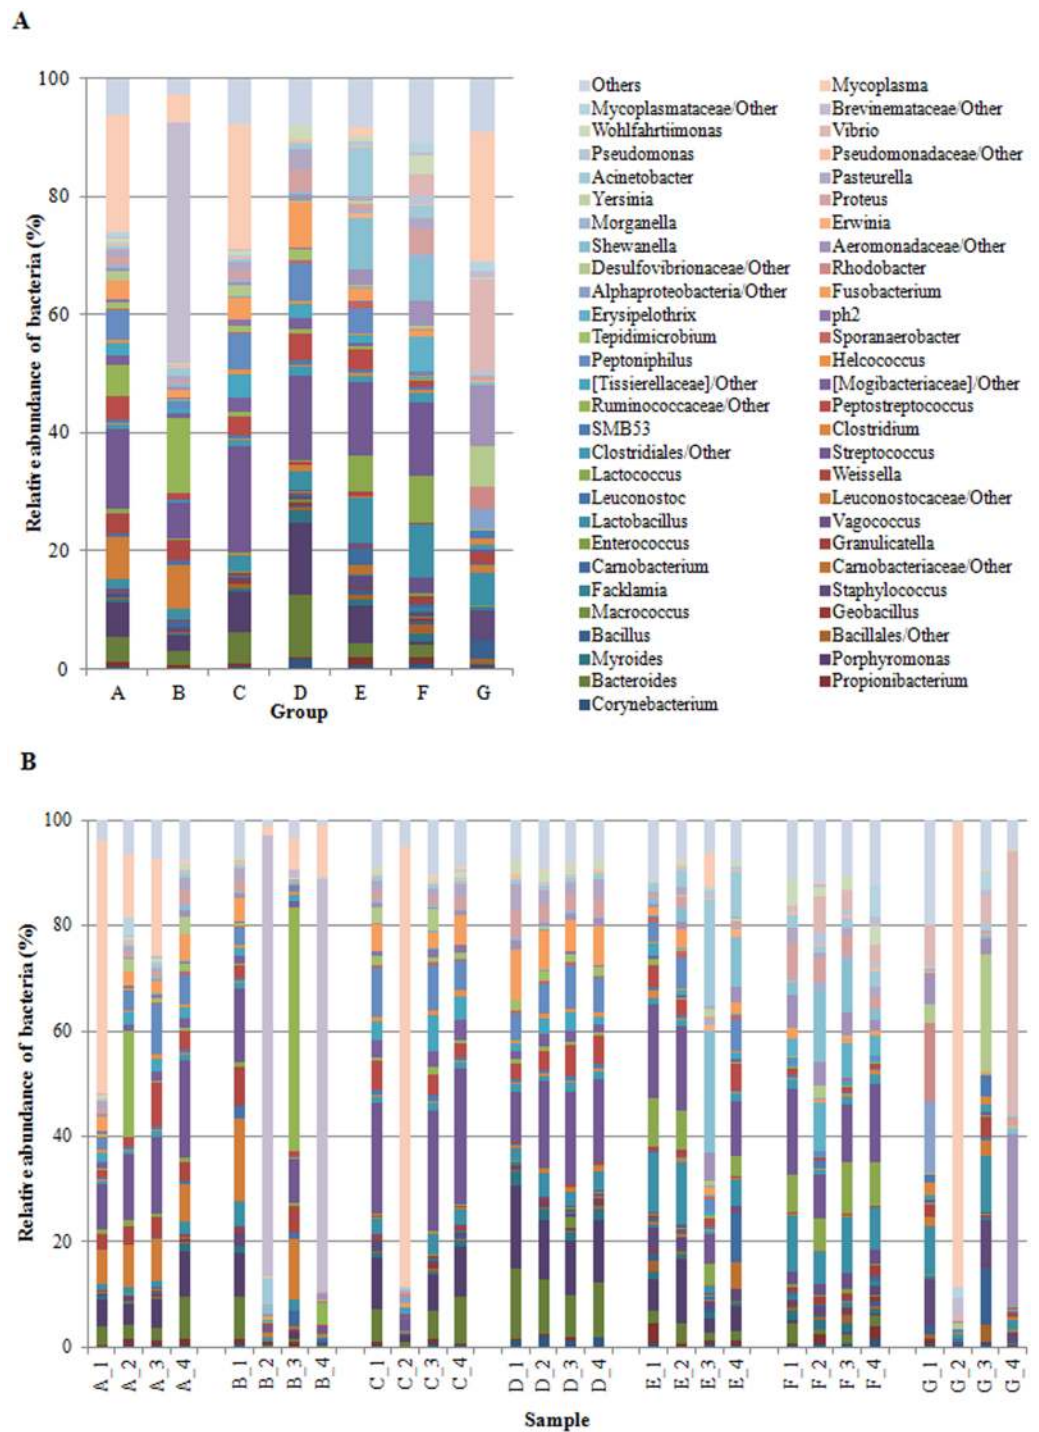 A
100
80
60
40
20
0
Relative abundance of bacteria (%)
A B C D E F G
Group
Others Mycoplasma
Mycoplasmataceae/Other Brevinemataceae/Other
Wohlfahrtiimonas Vibrio
Pseudomonas Pseudomonadaceae/Other
Acinetobacter Pasteurella
Yersinia Proteus
Morganella Erwinia
Shewanella Aeromonadaceae/Other
Desulfovibrionaceae/Other Rhodobacter
Alphaproteobacteria/Other Fusobacterium
Erysipelothrix ph2
Tepidimicrobium Sporanaerobacter
Peptoniphilus Helcococcus
[Tissierellaceae]/Other [Mogibacteriaceae]/Other
Ruminococcaceae/Other Peptostreptococcus
SMB53 Clostridium
Clostridiales/Other Streptococcus
Lactococcus Weissella
Leuconostoc Leuconostocaceae/Other
Lactobacillus Vagococcus
Enterococcus Granulicatella
Carnobacterium Carnobacteriaceae/Other
Facklamia Staphylococcus
Macrococcus Geobacillus
Bacillus Bacillales/Other
Myroides Porphyromonas
Bacteroides Propionibacterium
Corynebacterium
B
100
80
60
40
20
0
Relative abundance of bacteria (%)
A_1 A_2 A_3 A_4 B_1 B_2 B_3 B_4 C_1 C_2 C_3 C_4 D_1 D_2 D_3 D_4 E_1 E_2 E_3 E_4 F_1 F_2 F_3 F_4 G_1 G_2 G_3 G_4
Sample